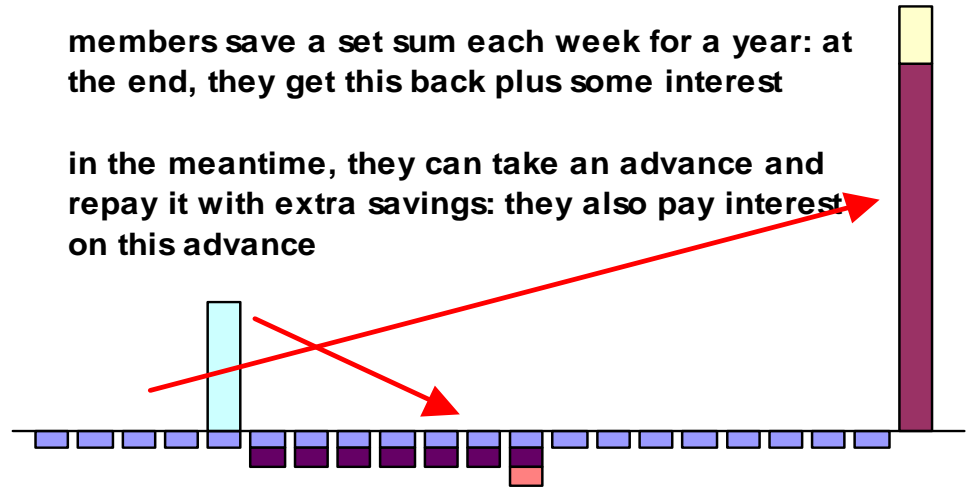 members save a set sum each week for a year: at
the end, they get this back plus some interest
in the meantime, they can take an advance and
repay it with extra savings: they also pay interest
on this advance